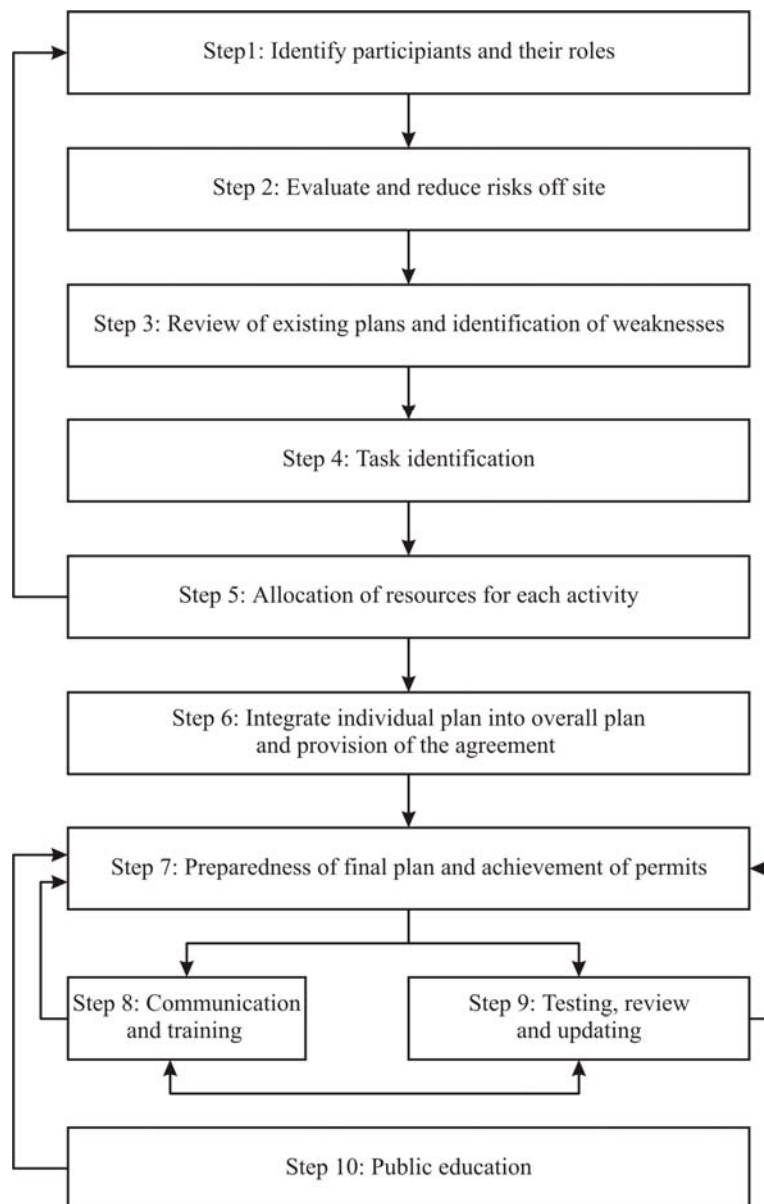 Step1: Identify participiants and their roles
Step 2: Evaluate and reduce risks off site
Step 3: Review of existing plans and identification of weaknesses
Step 4: Task identification
Step 5: Allocation of resources for each activity
Step 6: Integrate individual plan into overall plan
and provision of the agreement
Step 7: Preparedness of final plan and achievement of permits
Step 8: Communication
and training
Step 9: Testing, review
and updating
Step 10: Public education